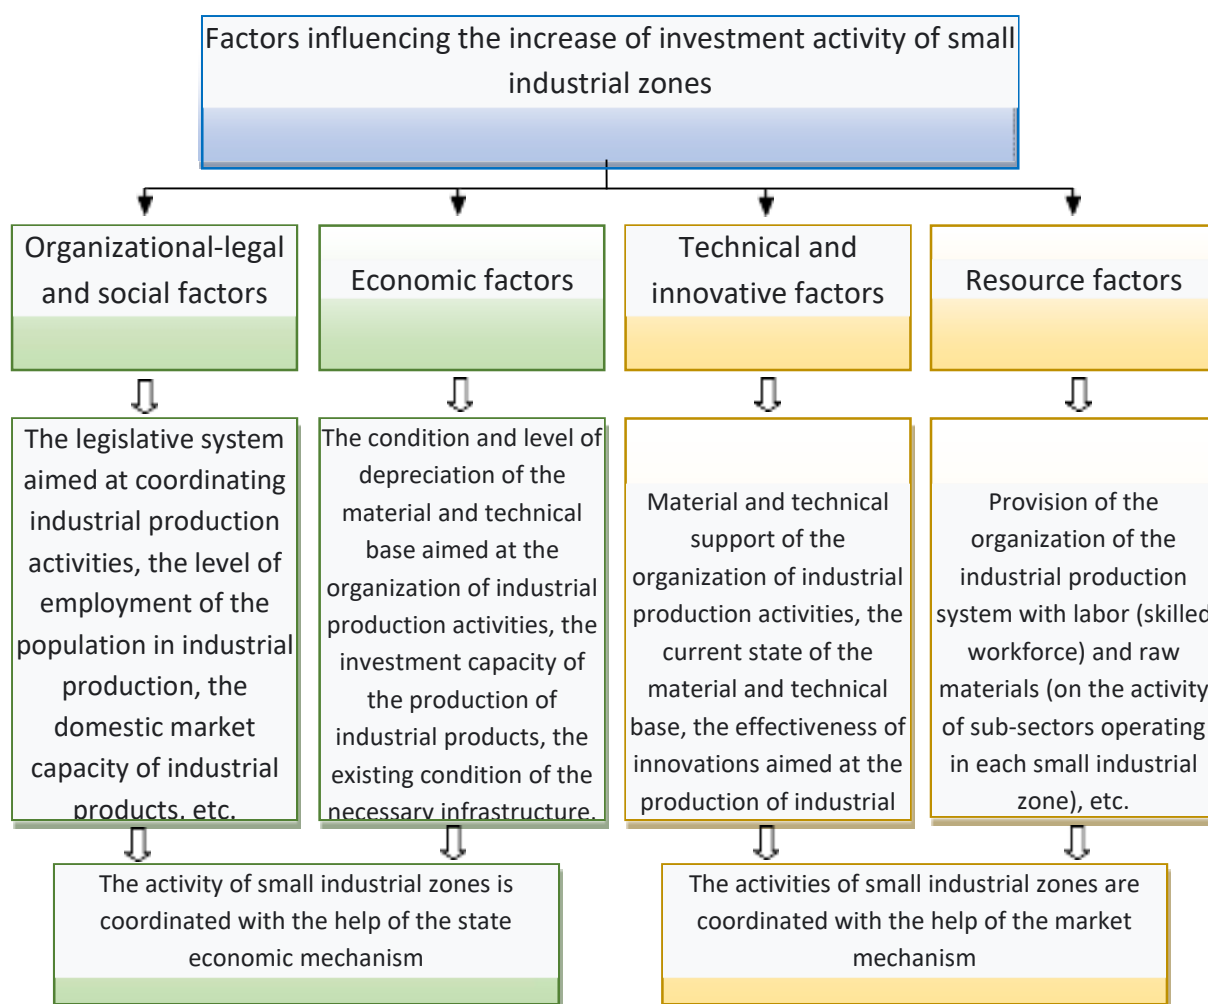 Factors influencing the increase of investment activity of small
industrial zones
Organizational-legal
and social factors
Economic factors
Technical and
innovative factors
Resource factors
The legislative system
aimed at coordinating
industrial production
activities, the level of
employment of the
population in industrial
production, the
domestic market
capacity of industrial
products, etc.
The condition and level of
depreciation of the
material and technical
base aimed at the
organization of industrial
production activities, the
investment capacity of
the production of
industrial products, the
existing condition of the
necessary infrastructure,
Material and technical
support of the
organization of industrial
production activities, the
current state of the
material and technical
base, the effectiveness of
innovations aimed at the
production of industrial
Provision of the
organization of the
industrial production
system with labor (skilled
workforce) and raw
materials (on the activity
of sub-sectors operating
in each small industrial
zone), etc.
The activity of small industrial zones is
coordinated with the help of the state
economic mechanism
The activities of small industrial zones are
coordinated with the help of the market
mechanism